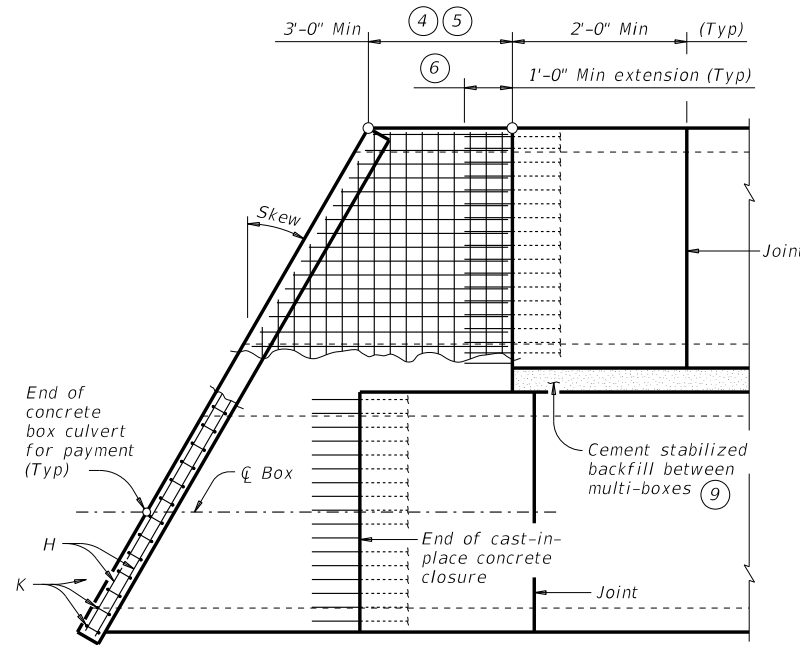 3'-0" Min
4 5
2'-0" Min
(Typ)
6
1'-0" Min extension (Typ)
Skew
Joint
End of
concrete
box culvert
for payment
(Typ)
℄ Box
Cement stabilized
backfill between
multi-boxes 9
H
End of cast-in-
place concrete
closure
K
Joint